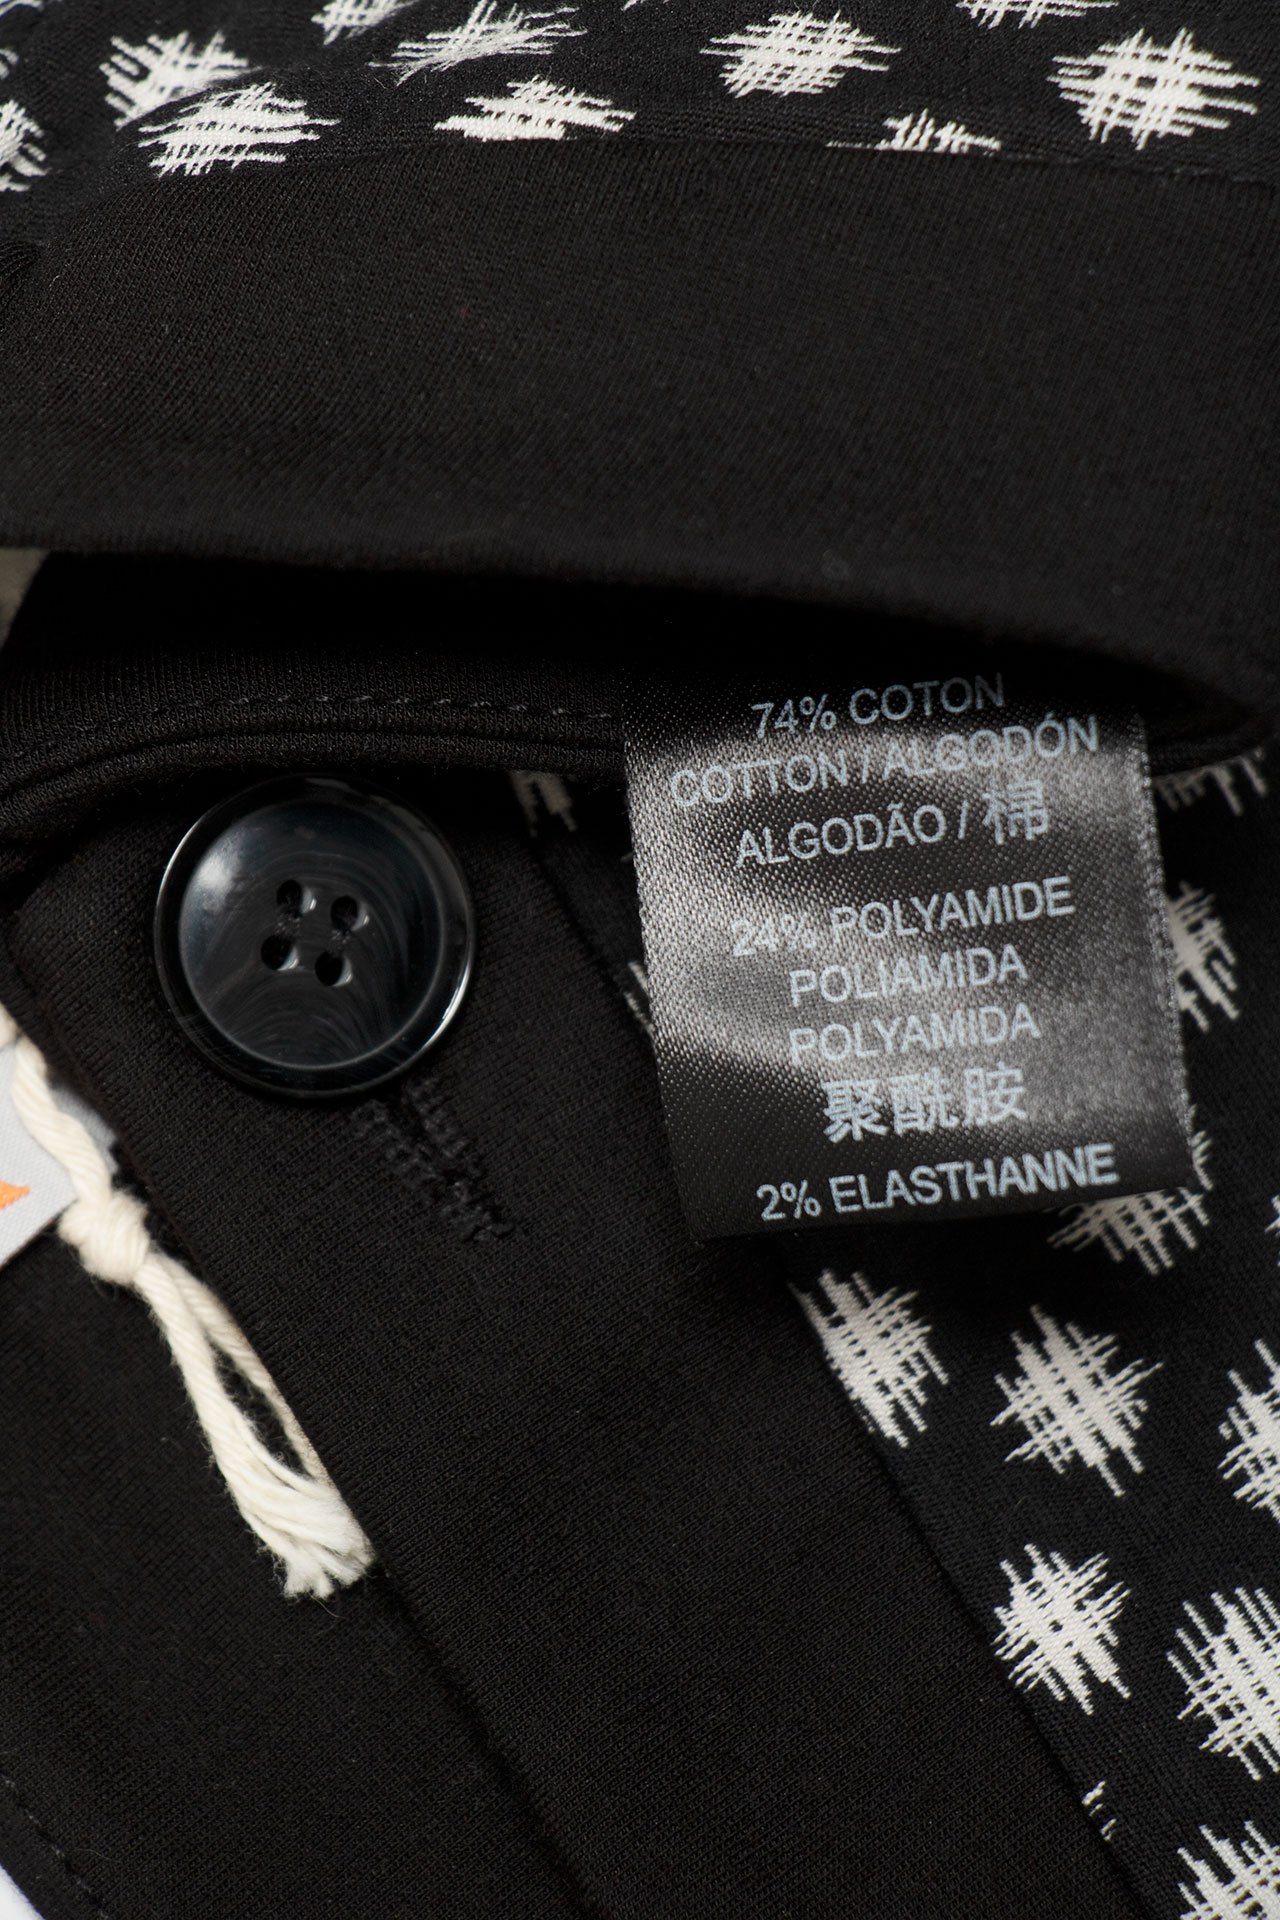 74% COTON
COTTON / ALGODÓN
ALGODÃO / 棉
24% POLYAMIDE
POLIAMIDA
POLYAMIDA
聚酰胺
2% ELASTHANNE